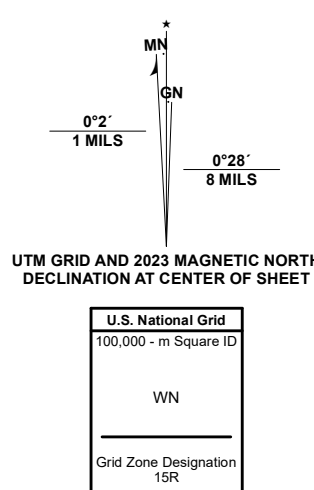 MN
GN
0°2´
1 MILS
0°28´
8 MILS
UTM GRID AND 2023 MAGNETIC NORTH
DECLINATION AT CENTER OF SHEET
U.S. National Grid
100,000 - m Square ID
WN
Grid Zone Designation
15R